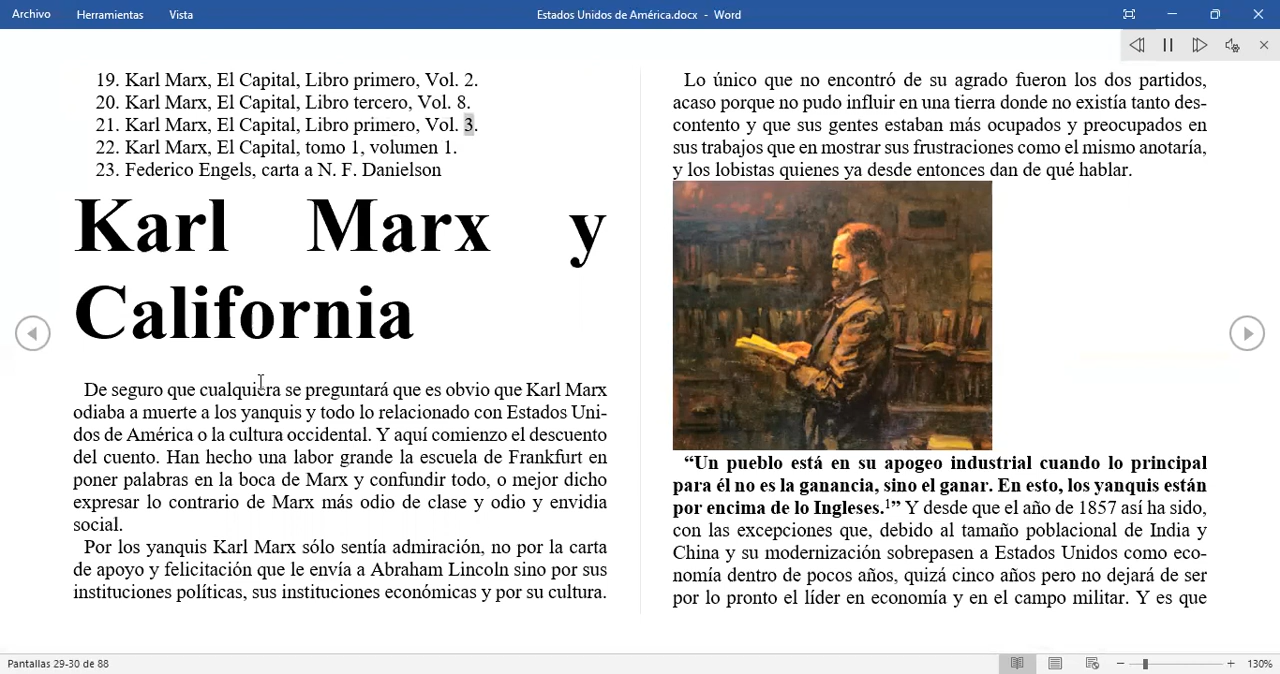 Archivo
Herramientas
Vista
Estados Unidos de América.docx - Word
19. Karl Marx, El Capital, Libro primero, Vol. 2.
20. Karl Marx, El Capital, Libro tercero, Vol. 8.
21. Karl Marx, El Capital, Libro primero, Vol. 3.
22. Karl Marx, El Capital, tomo 1, volumen 1.
23. Federico Engels, carta a N. F. Danielson
Karl Marx y
California
De seguro que cualquiera se preguntará que es obvio que Karl Marx
odiaba a muerte a los yanquis y todo lo relacionado con Estados Uni-
dos de América o la cultura occidental. Y aquí comienzo el descuento
del cuento. Han hecho una labor grande la escuela de Frankfurt en
poner palabras en la boca de Marx y confundir todo, o mejor dicho
expresar lo contrario de Marx más odio de clase y odio y envidia
social.
Por los yanquis Karl Marx sólo sentía admiración, no por la carta
de apoyo y felicitación que le envía a Abraham Lincoln sino por sus
instituciones políticas, sus instituciones económicas y por su cultura.
Lo único que no encontró de su agrado fueron los dos partidos,
acaso porque no pudo influir en una tierra donde no existía tanto des-
contento y que sus gentes estaban más ocupados y preocupados en
sus trabajos que en mostrar sus frustraciones como el mismo anotaría,
y los lobistas quienes ya desde entonces dan de qué hablar.
“Un pueblo está en su apogeo industrial cuando lo principal
para él no es la ganancia, sino el ganar. En esto, los yanquis están
por encima de lo Ingleses.¹” Y desde que el año de 1857 así ha sido,
con las excepciones que, debido al tamaño poblacional de India y
China y su modernización sobrepasen a Estados Unidos como eco-
nomía dentro de pocos años, quizá cinco años pero no dejará de ser
por lo pronto el líder en economía y en el campo militar. Y es que
Pantallas 29-30 de 88
130%